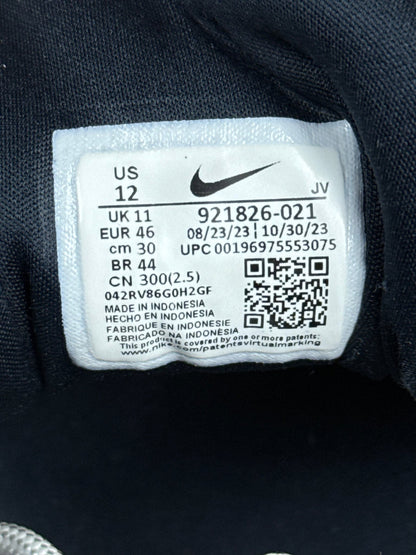 US
12
JV
UK 11
921826-021
EUR 46
08/23/23 | 10/30/23
cm 30
UPC 00196975553075
BR 44
CN 300(2.5)
042RV86G0H2GF
MADE IN INDONESIA
HECHO EN INDONESIA
FABRIQUE EN INDONESIE
FABRICADO NA INDONÉSIA
This product is covered by one or more patents:
www.nike.com/patentsvirtualmarking